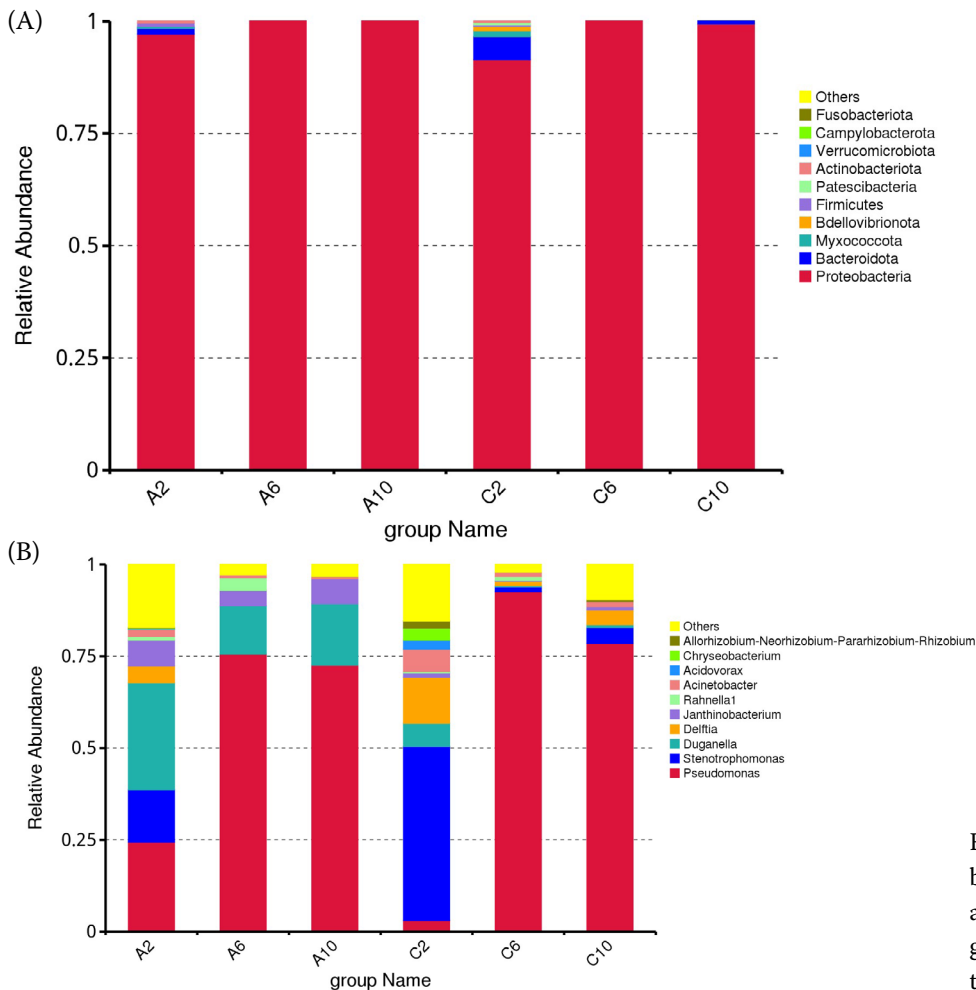 (A)
1
0.75
0.5
0.25
0
Relative Abundance
A2
A6
A10
C2
C6
C10
group Name
Others
Fusobacteriota
Campylobacterota
Verrucomicrobiota
Actinobacteriota
Patescibacteria
Firmicutes
Bdellovibrionota
Myxococcota
Bacteroidota
Proteobacteria
(B)
1
0.75
0.5
0.25
0
Relative Abundance
A2
A6
A10
C2
C6
C10
group Name
Others
Allorhizobium-Neorhizobium-Pararhizobium-Rhizobium
Chryseobacterium
Acidovorax
Acinetobacter
Rahnella1
Janthinobacterium
Delftia
Duganella
Stenotrophomonas
Pseudomonas